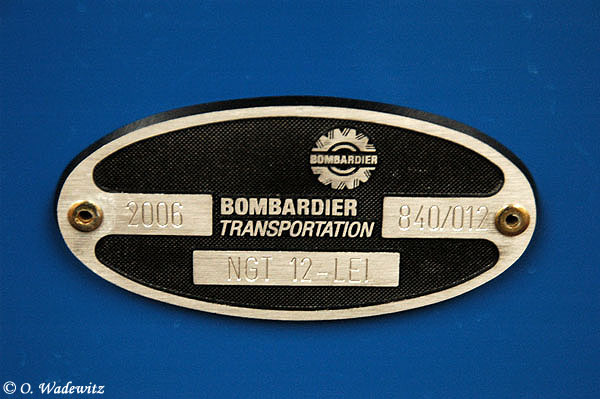 BOMBARDIER
2006
BOMBARDIER
TRANSPORTATION
840/012
NGT 12-LEI
© O. Wadewitz